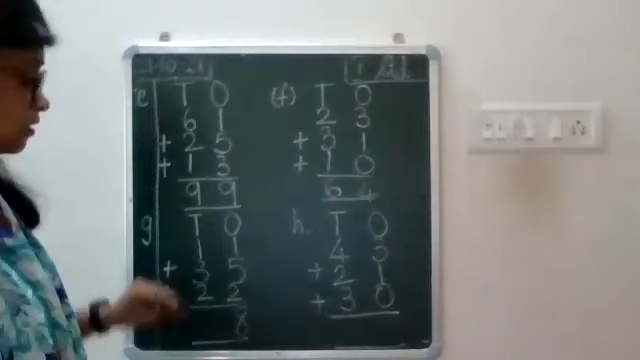 e T O
6 1
+ 2 5
+ 1 3
9 9
(f) T O
2 3
+ 3 1
+ 1 0
6 4
g T O
1 1
+ 3 5
2 2
8
h. T O
4 5
+ 2 1
+ 3 0